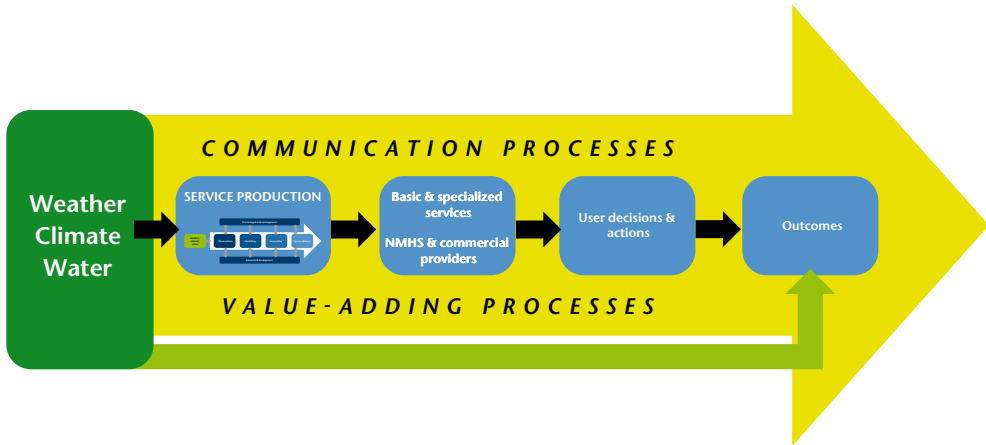 COMMUNICATION PROCESSES
Weather
Climate
Water
SERVICE PRODUCTION
Basic & specialized
services
NMHS & commercial
providers
User decisions &
actions
Outcomes
VALUE-ADDING PROCESSES